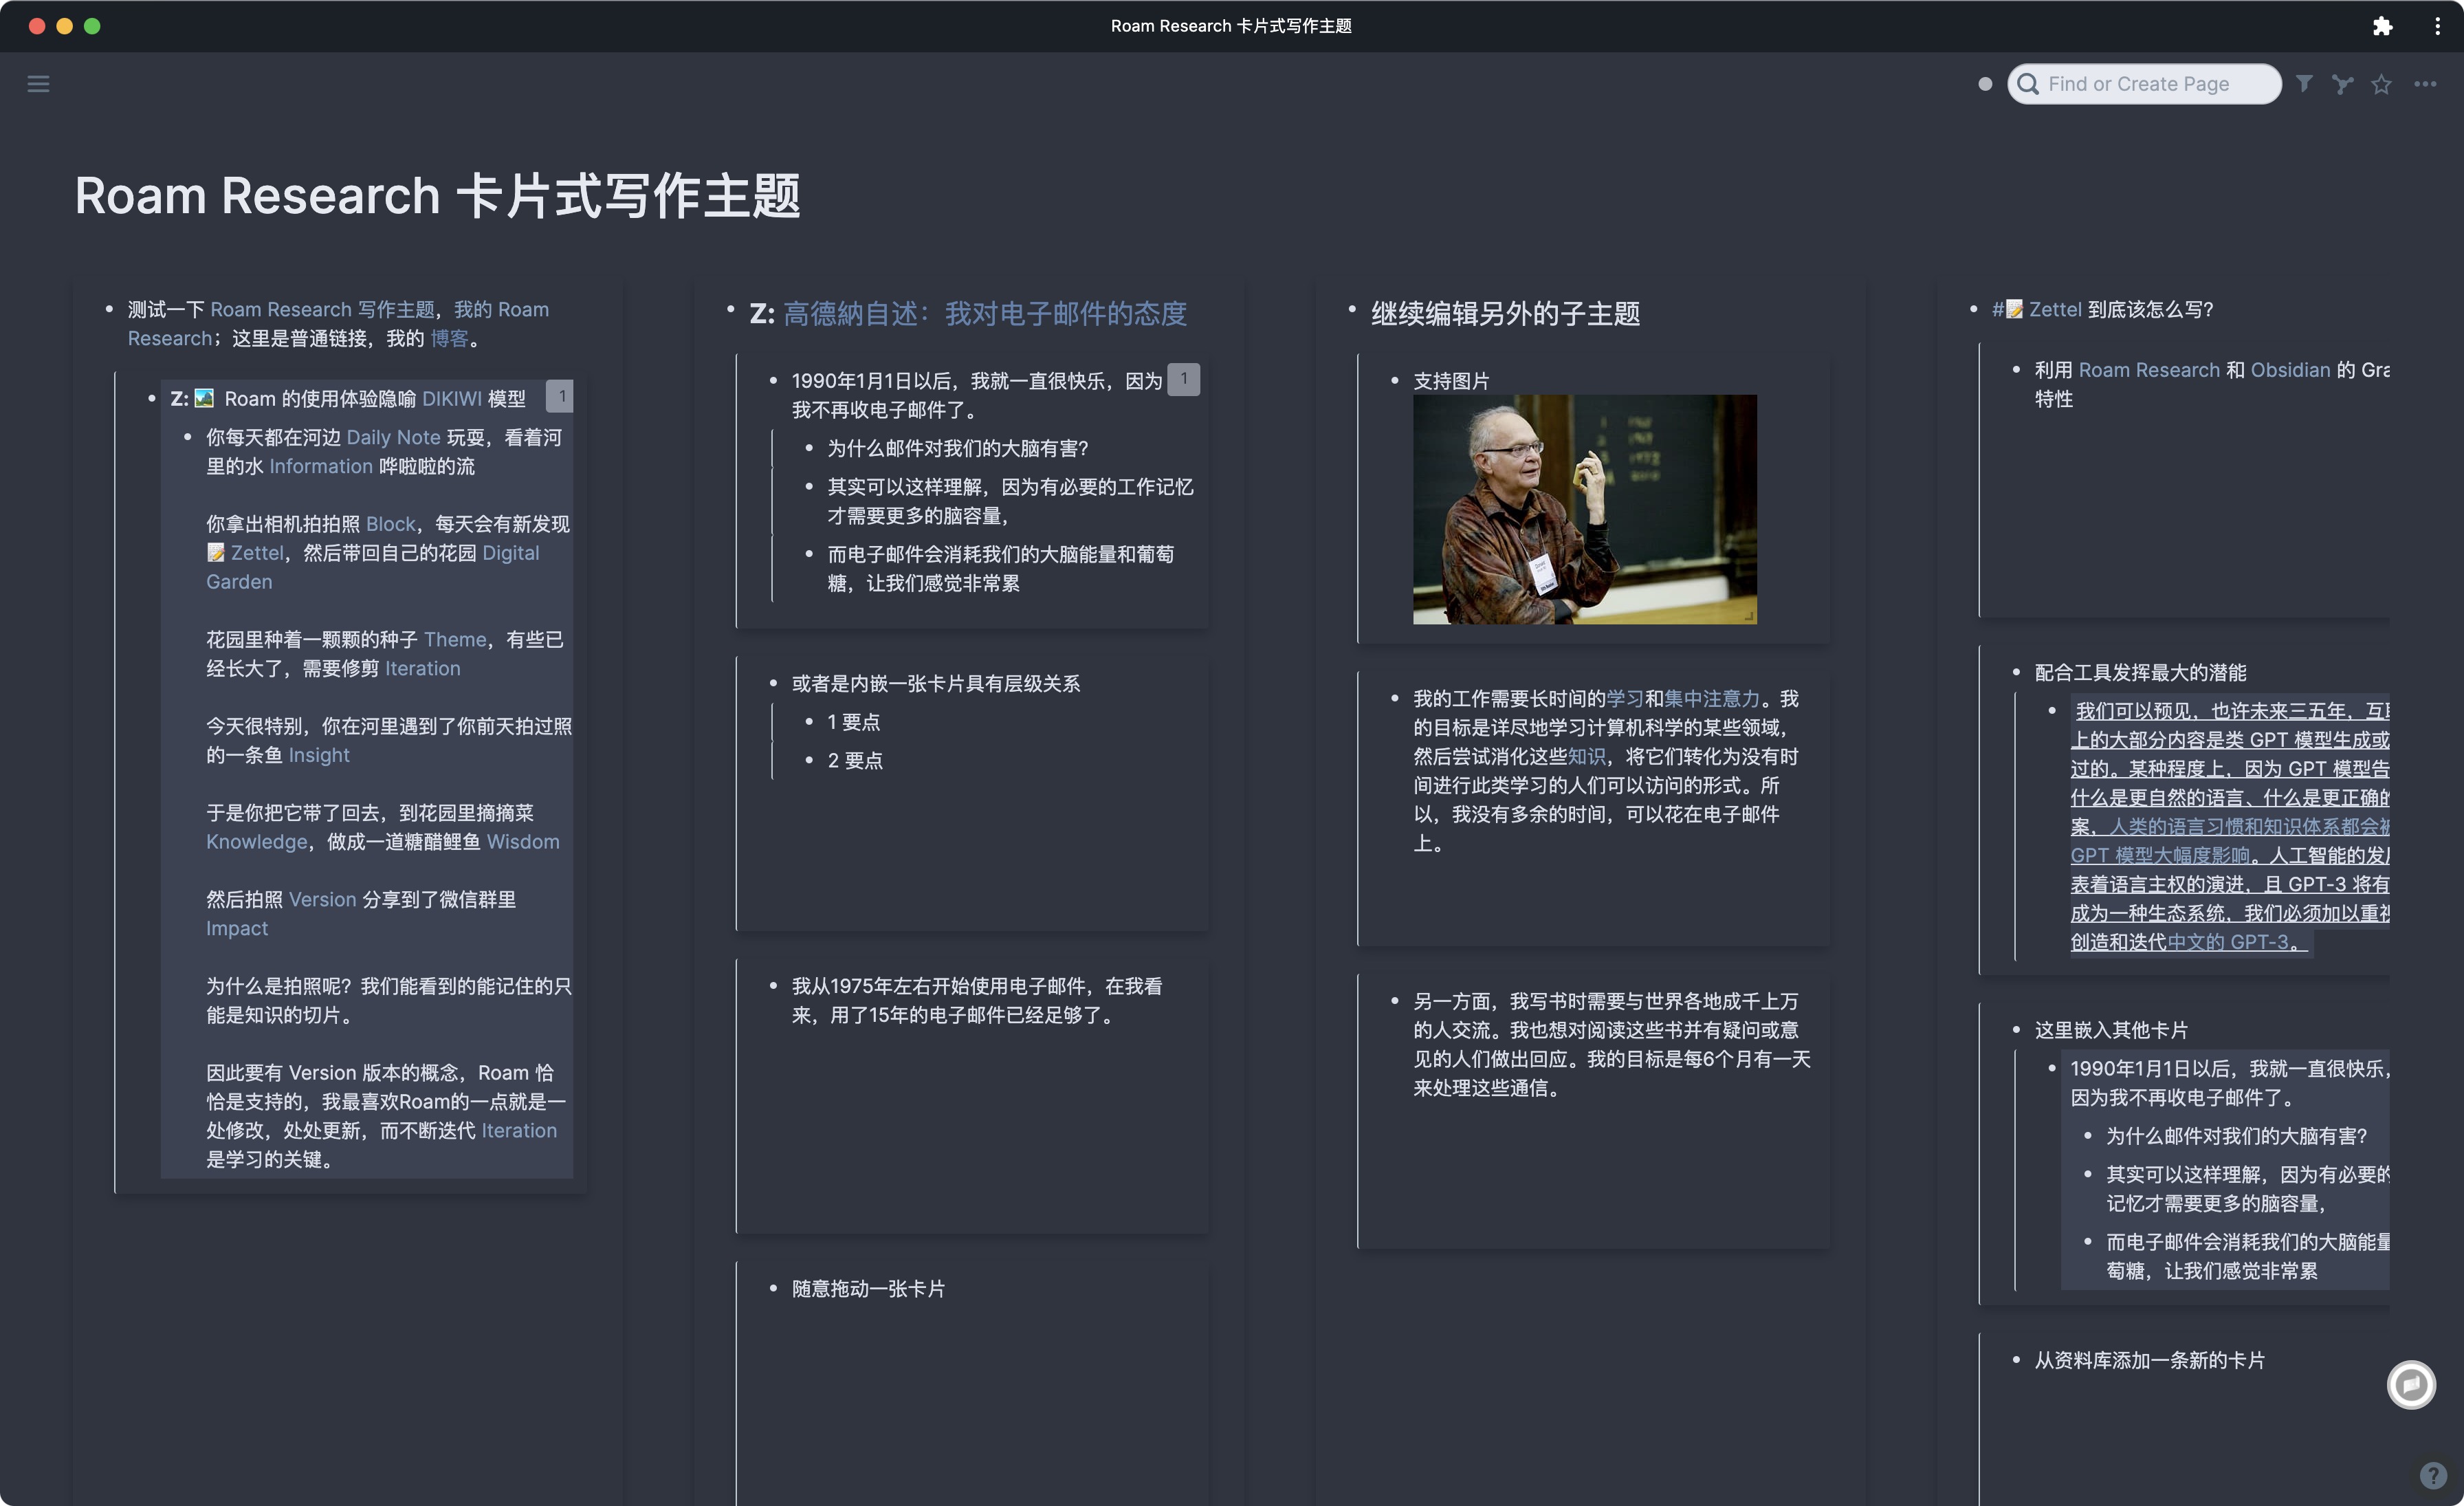 Roam Research 卡片式写作主题
Find or Create Page
Roam Research 卡片式写作主题
测试一下 Roam Research 写作主题，我的 Roam
Research；这里是普通链接，我的 博客。
Z: Roam 的使用体验隐喻 DIKIWI 模型
1
你每天都在河边 Daily Note 玩耍，看着河
里的水 Information 哗啦啦的流
你拿出相机拍拍照 Block，每天会有新发现
📝 Zettel，然后带回自己的花园 Digital
Garden
花园里种着一颗颗的种子 Theme，有些已
经长大了，需要修剪 Iteration
今天很特别，你在河里遇到了你前天拍过照
的一条鱼 Insight
于是你把它带了回去，到花园里摘摘菜
Knowledge，做成一道糖醋鲤鱼 Wisdom
然后拍照 Version 分享到了微信群里
Impact
为什么是拍照呢？我们能看到的能记住的只
能是知识的切片。
因此要有 Version 版本的概念，Roam 恰
恰是支持的，我最喜欢Roam的一点就是一
处修改，处处更新，而不断迭代 Iteration
是学习的关键。
Z: 高德納自述：我对电子邮件的态度
1990年1月1日以后，我就一直很快乐，因为
1
我不再收电子邮件了。
为什么邮件对我们的大脑有害？
其实可以这样理解，因为有必要的工作记忆
才需要更多的脑容量，
而电子邮件会消耗我们的大脑能量和葡萄
糖，让我们感觉非常累
或者是内嵌一张卡片具有层级关系
1 要点
2 要点
我从1975年左右开始使用电子邮件，在我看
来，用了15年的电子邮件已经足够了。
随意拖动一张卡片
继续编辑另外的子主题
支持图片
我的工作需要长时间的学习和集中注意力。我
的目标是详尽地学习计算机科学的某些领域，
然后尝试消化这些知识，将它们转化为没有时
间进行此类学习的人们可以访问的形式。所
以，我没有多余的时间，可以花在电子邮件
上。
另一方面，我写书时需要与世界各地成千上万
的人交流。我也想对阅读这些书并有疑问或意
见的人们做出回应。我的目标是每6个月有一天
来处理这些通信。
#📝 Zettel 到底该怎么写？
利用 Roam Research 和 Obsidian 的 Gra
特性
配合工具发挥最大的潜能
我们可以预见，也许未来三五年，互
上的大部分内容是类 GPT 模型生成或
过的。某种程度上，因为 GPT 模型告
什么是更自然的语言、什么是更正确的
案，人类的语言习惯和知识体系都会被
GPT 模型大幅度影响。人工智能的发
表着语言主权的演进，且 GPT-3 将有
成为一种生态系统，我们必须加以重视
创造和迭代中文的 GPT-3。
这里嵌入其他卡片
1990年1月1日以后，我就一直很快乐，
因为我不再收电子邮件了。
为什么邮件对我们的大脑有害？
其实可以这样理解，因为有必要的
记忆才需要更多的脑容量，
而电子邮件会消耗我们的大脑能量
萄糖，让我们感觉非常累
从资料库添加一条新的卡片
?